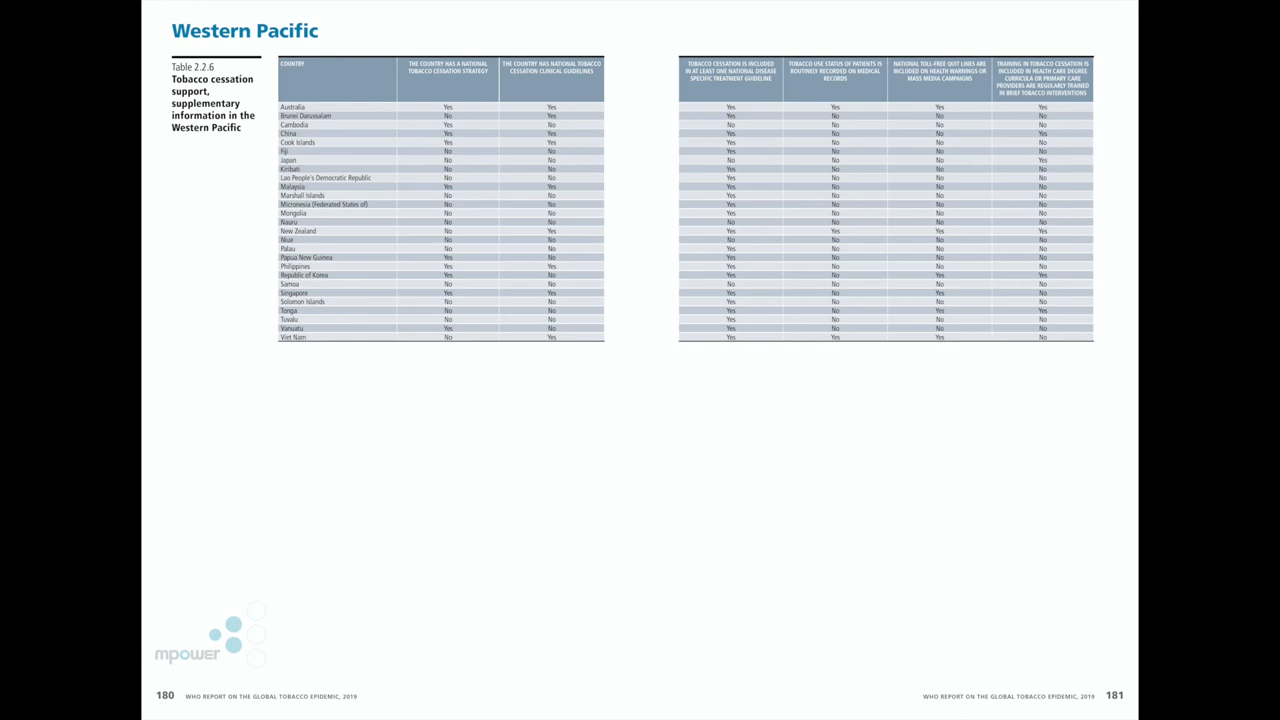 Western Pacific
Table 2.2.6
Tobacco cessation
support,
supplementary
information in the
Western Pacific
COUNTRY THE COUNTRY HAS A NATIONAL TOBACCO CESSATION STRATEGY THE COUNTRY HAS NATIONAL TOBACCO CESSATION CLINICAL GUIDELINES TOBACCO CESSATION IS INCLUDED IN AT LEAST ONE NATIONAL DISEASE SPECIFIC TREATMENT GUIDELINE TOBACCO USE STATUS OF PATIENTS IS ROUTINELY RECORDED ON MEDICAL RECORDS NATIONAL TOLL-FREE QUIT LINES ARE INCLUDED ON HEALTH WARNINGS OR MASS MEDIA CAMPAIGNS TRAINING IN TOBACCO CESSATION IS INCLUDED IN HEALTH CARE DEGREE CURRICULA OR PRIMARY CARE PROVIDERS ARE REGULARLY TRAINED IN BRIEF TOBACCO INTERVENTIONS
Australia Yes Yes Yes Yes Yes Yes
Brunei Darussalam No Yes Yes No No No
Cambodia Yes No No No No No
China Yes Yes Yes No No Yes
Cook Islands Yes Yes Yes No No No
Fiji No No Yes No No No
Japan No No No No No Yes
Kiribati No No Yes No No No
Lao People's Democratic Republic No No Yes No No No
Malaysia Yes Yes Yes No No No
Marshall Islands No No Yes No No No
Micronesia (Federated States of) No No Yes No No No
Mongolia No No Yes No No No
Nauru No No No No No No
New Zealand No Yes Yes Yes Yes Yes
Niue No No No No No No
Palau No No Yes No No No
Papua New Guinea Yes No Yes No No No
Philippines Yes Yes Yes No No No
Republic of Korea Yes No Yes No Yes Yes
Samoa No No No No No No
Singapore Yes Yes Yes No Yes No
Solomon Islands No No Yes No No No
Tonga No No Yes No Yes Yes
Tuvalu No No Yes No No No
Vanuatu Yes No Yes No No No
Viet Nam No Yes Yes Yes Yes No
mpower
180 WHO REPORT ON THE GLOBAL TOBACCO EPIDEMIC, 2019
WHO REPORT ON THE GLOBAL TOBACCO EPIDEMIC, 2019 181